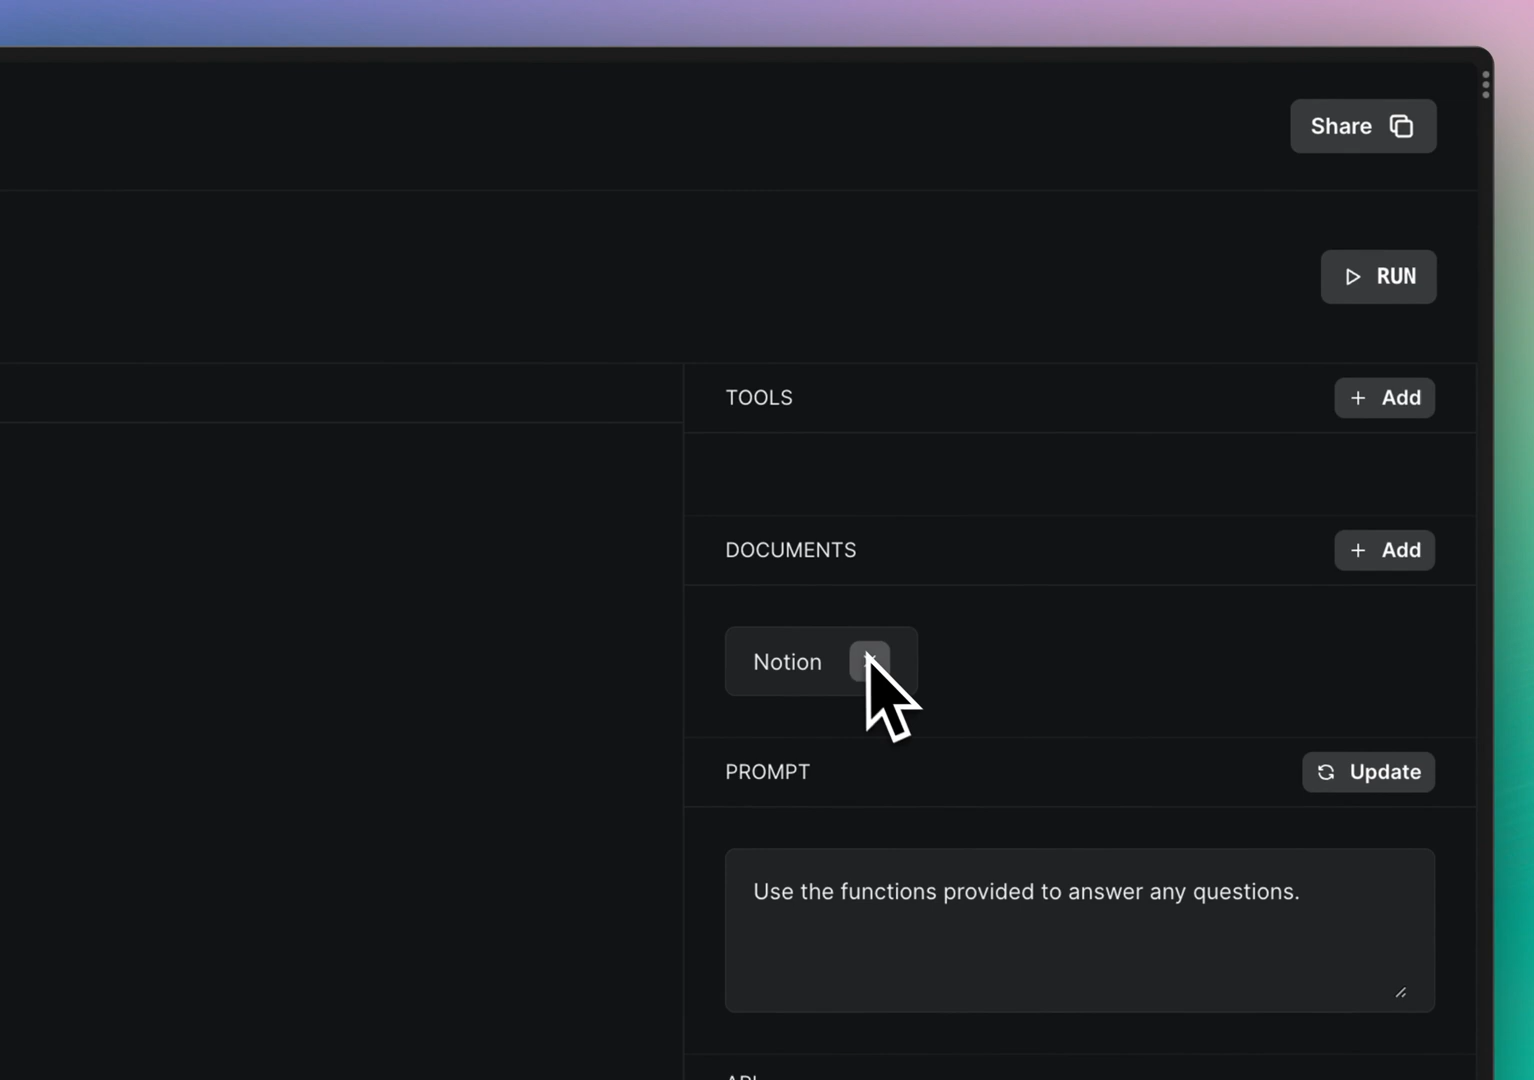 Share
RUN
TOOLS
Add
DOCUMENTS
Add
Notion
PROMPT
Update
Use the functions provided to answer any questions.